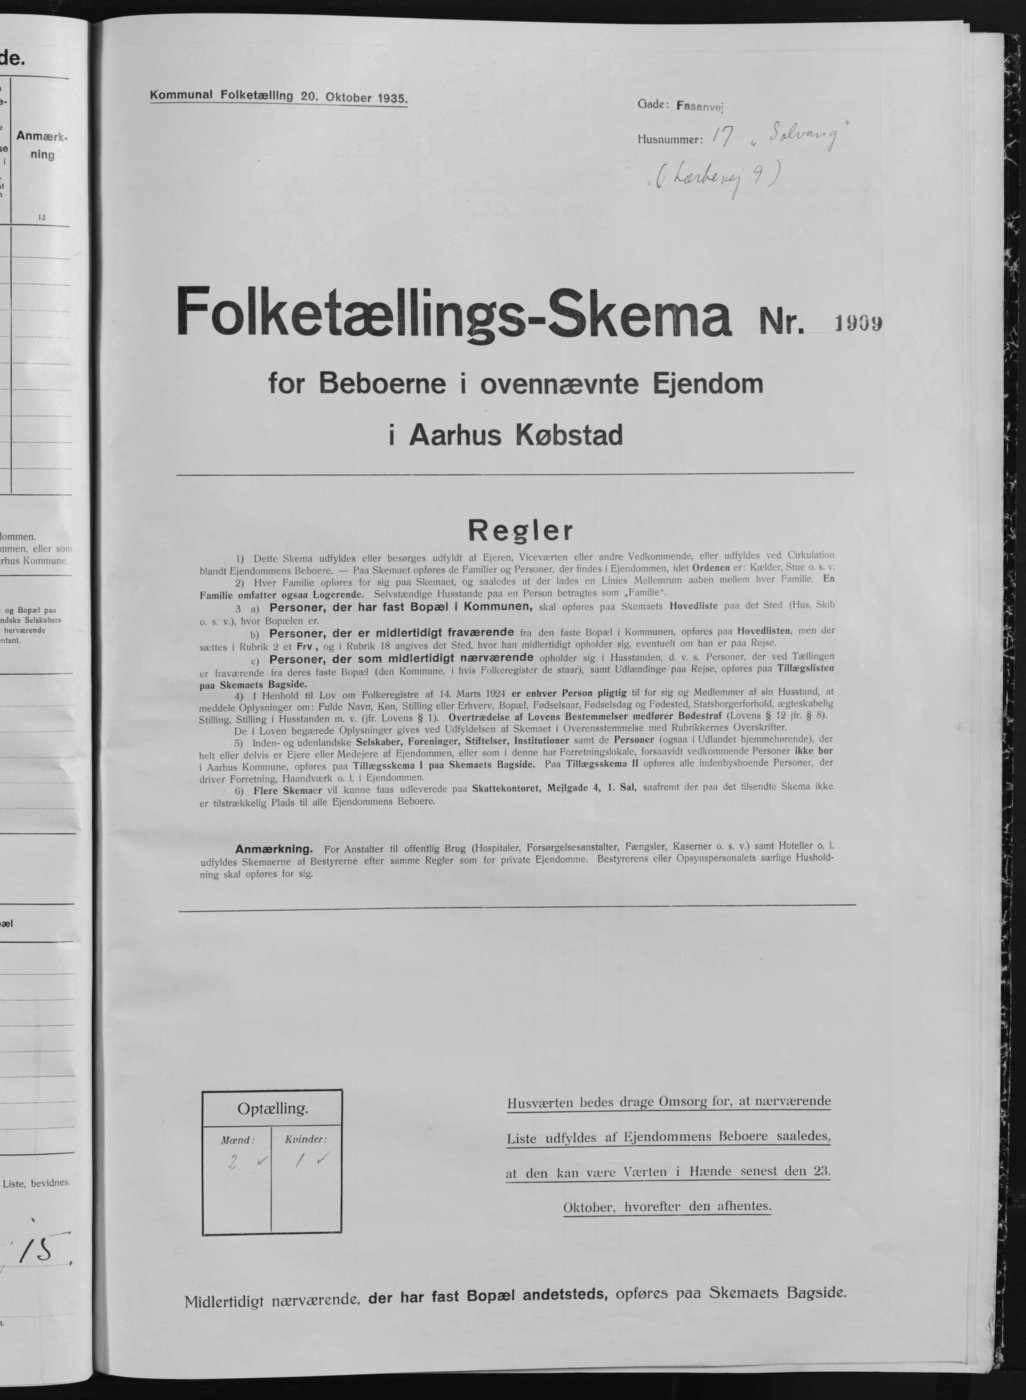 de.
Anmærk-
ning
12
lommen.
mmen, eller som
rhus Kommune.
og Bopæl paa
ndske Selskabers
herværende
Liste, bevidnes.
15.
Kommunal Folketælling 20. Oktober 1935.
Gade: Fasanvej
Husnummer: 17 „Solvang“
(Lærkevej 9)
Folketællings-Skema Nr. 1909
for Beboerne i ovennævnte Ejendom
i Aarhus Købstad
Regler
1) Dette Skema udfyldes eller besørges udfyldt af Ejeren, Viceværten eller andre Vedkommende, eller udfyldes ved Cirkulation
blandt Ejendommens Beboere. — Paa Skemaet opføres de Familier og Personer, der findes i Ejendommen, idet Ordenen er: Kælder, Stue o. s. v.
2) Hver Familie opføres for sig paa Skemaet, og saaledes at der lades en Linies Mellemrum aaben mellem hver Familie. En
Familie omfatter ogsaa Logerende. Selvstændige Husstande paa en Person betragtes som „Familie“.
3 a) Personer, der har fast Bopæl i Kommunen, skal opføres paa Skemaets Hovedliste paa det Sted (Hus, Skib
o. s. v.), hvor Bopælen er.
b) Personer, der er midlertidigt fraværende fra den faste Bopæl i Kommunen, opføres paa Hovedlisten, men der
sættes i Rubrik 2 et Frv., og i Rubrik 18 angives det Sted, hvor han midlertidigt opholder sig, eventuelt om han er paa Rejse.
c) Personer, der som midlertidigt nærværende opholder sig i Husstanden, d. v. s. Personer, der ved Tællingen
er fraværende fra deres faste Bopæl (den Kommune, i hvis Folkeregister de staar), samt Udlændinge paa Rejse, opføres paa Tillægslisten
paa Skemaets Bagside.
4) I Henhold til Lov om Folkeregistre af 14. Marts 1924 er enhver Person pligtig til for sig og Medlemmer af sin Husstand, at
meddele Oplysninger om: Fulde Navn, Køn, Stilling eller Erhverv, Bopæl, Fødselsaar, Fødselsdag og Fødested, Statsborgerforhold, ægteskabelig
Stilling, Stilling i Husstanden m. v. (jfr. Lovens § 1). Overtrædelse af Lovens Bestemmelser medfører Bødestraf (Lovens § 12 jfr. § 8).
De i Loven begærede Oplysninger gives ved Udfyldelsen af Skemaet i Overensstemmelse med Rubrikkernes Overskrifter.
5) Inden- og udenlandske Selskaber, Foreninger, Stiftelser, Institutioner samt de Personer (ogsaa i Udlandet hjemmehørende), der
helt eller delvis er Ejere eller Medejere af Ejendommen, eller som i denne har Forretningslokale, forsaavidt vedkommende Personer ikke bor
i Aarhus Kommune, opføres paa Tillægsskema I paa Skemaets Bagside. Paa Tillægsskema II opføres alle indenbysboende Personer, der
driver Forretning, Haandværk o. l. i Ejendommen.
6) Flere Skemaer vil kunne faas udleverede paa Skattekontoret, Mejlgade 4, 1. Sal, saafremt der paa det tilsendte Skema ikke
er tilstrækkelig Plads til alle Ejendommens Beboere.
Anmærkning. For Anstalter til offentlig Brug (Hospitaler, Forsørgelsesanstalter, Fængsler, Kaserner o. s. v.) samt Hoteller o. l.
udfyldes Skemaerne af Bestyrerne efter samme Regler som for private Ejendomme. Bestyrerens eller Opsynspersonalets særlige Hushold-
ning skal opføres for sig.
Optælling.
Mænd: Kvinder:
2 ✓ 1 ✓
Husværten bedes drage Omsorg for, at nærværende
Liste udfyldes af Ejendommens Beboere saaledes,
at den kan være Værten i Hænde senest den 23.
Oktober, hvorefter den afhentes.
Midlertidigt nærværende, der har fast Bopæl andetsteds, opføres paa Skemaets Bagside.